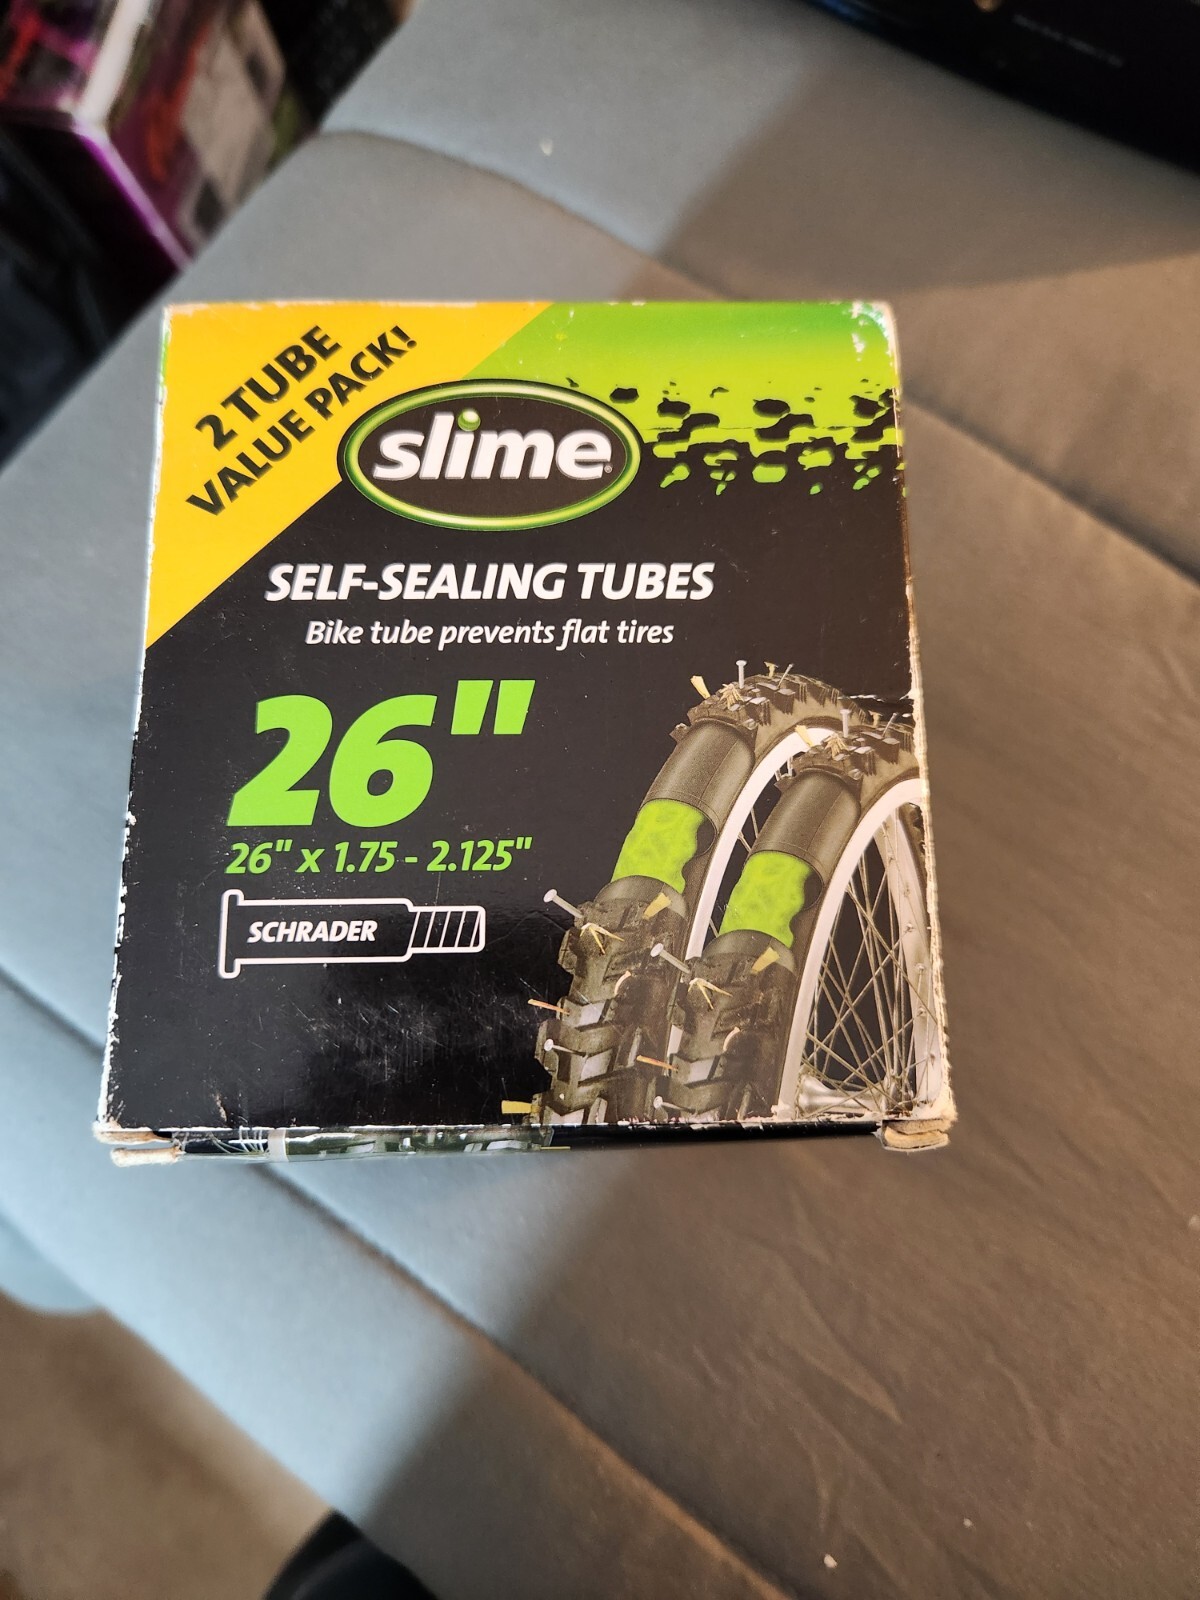 2 TUBE
VALUE PACK!
slime
SELF-SEALING TUBES
Bike tube prevents flat tires
26"
26" x 1.75 - 2.125"
SCHRADER